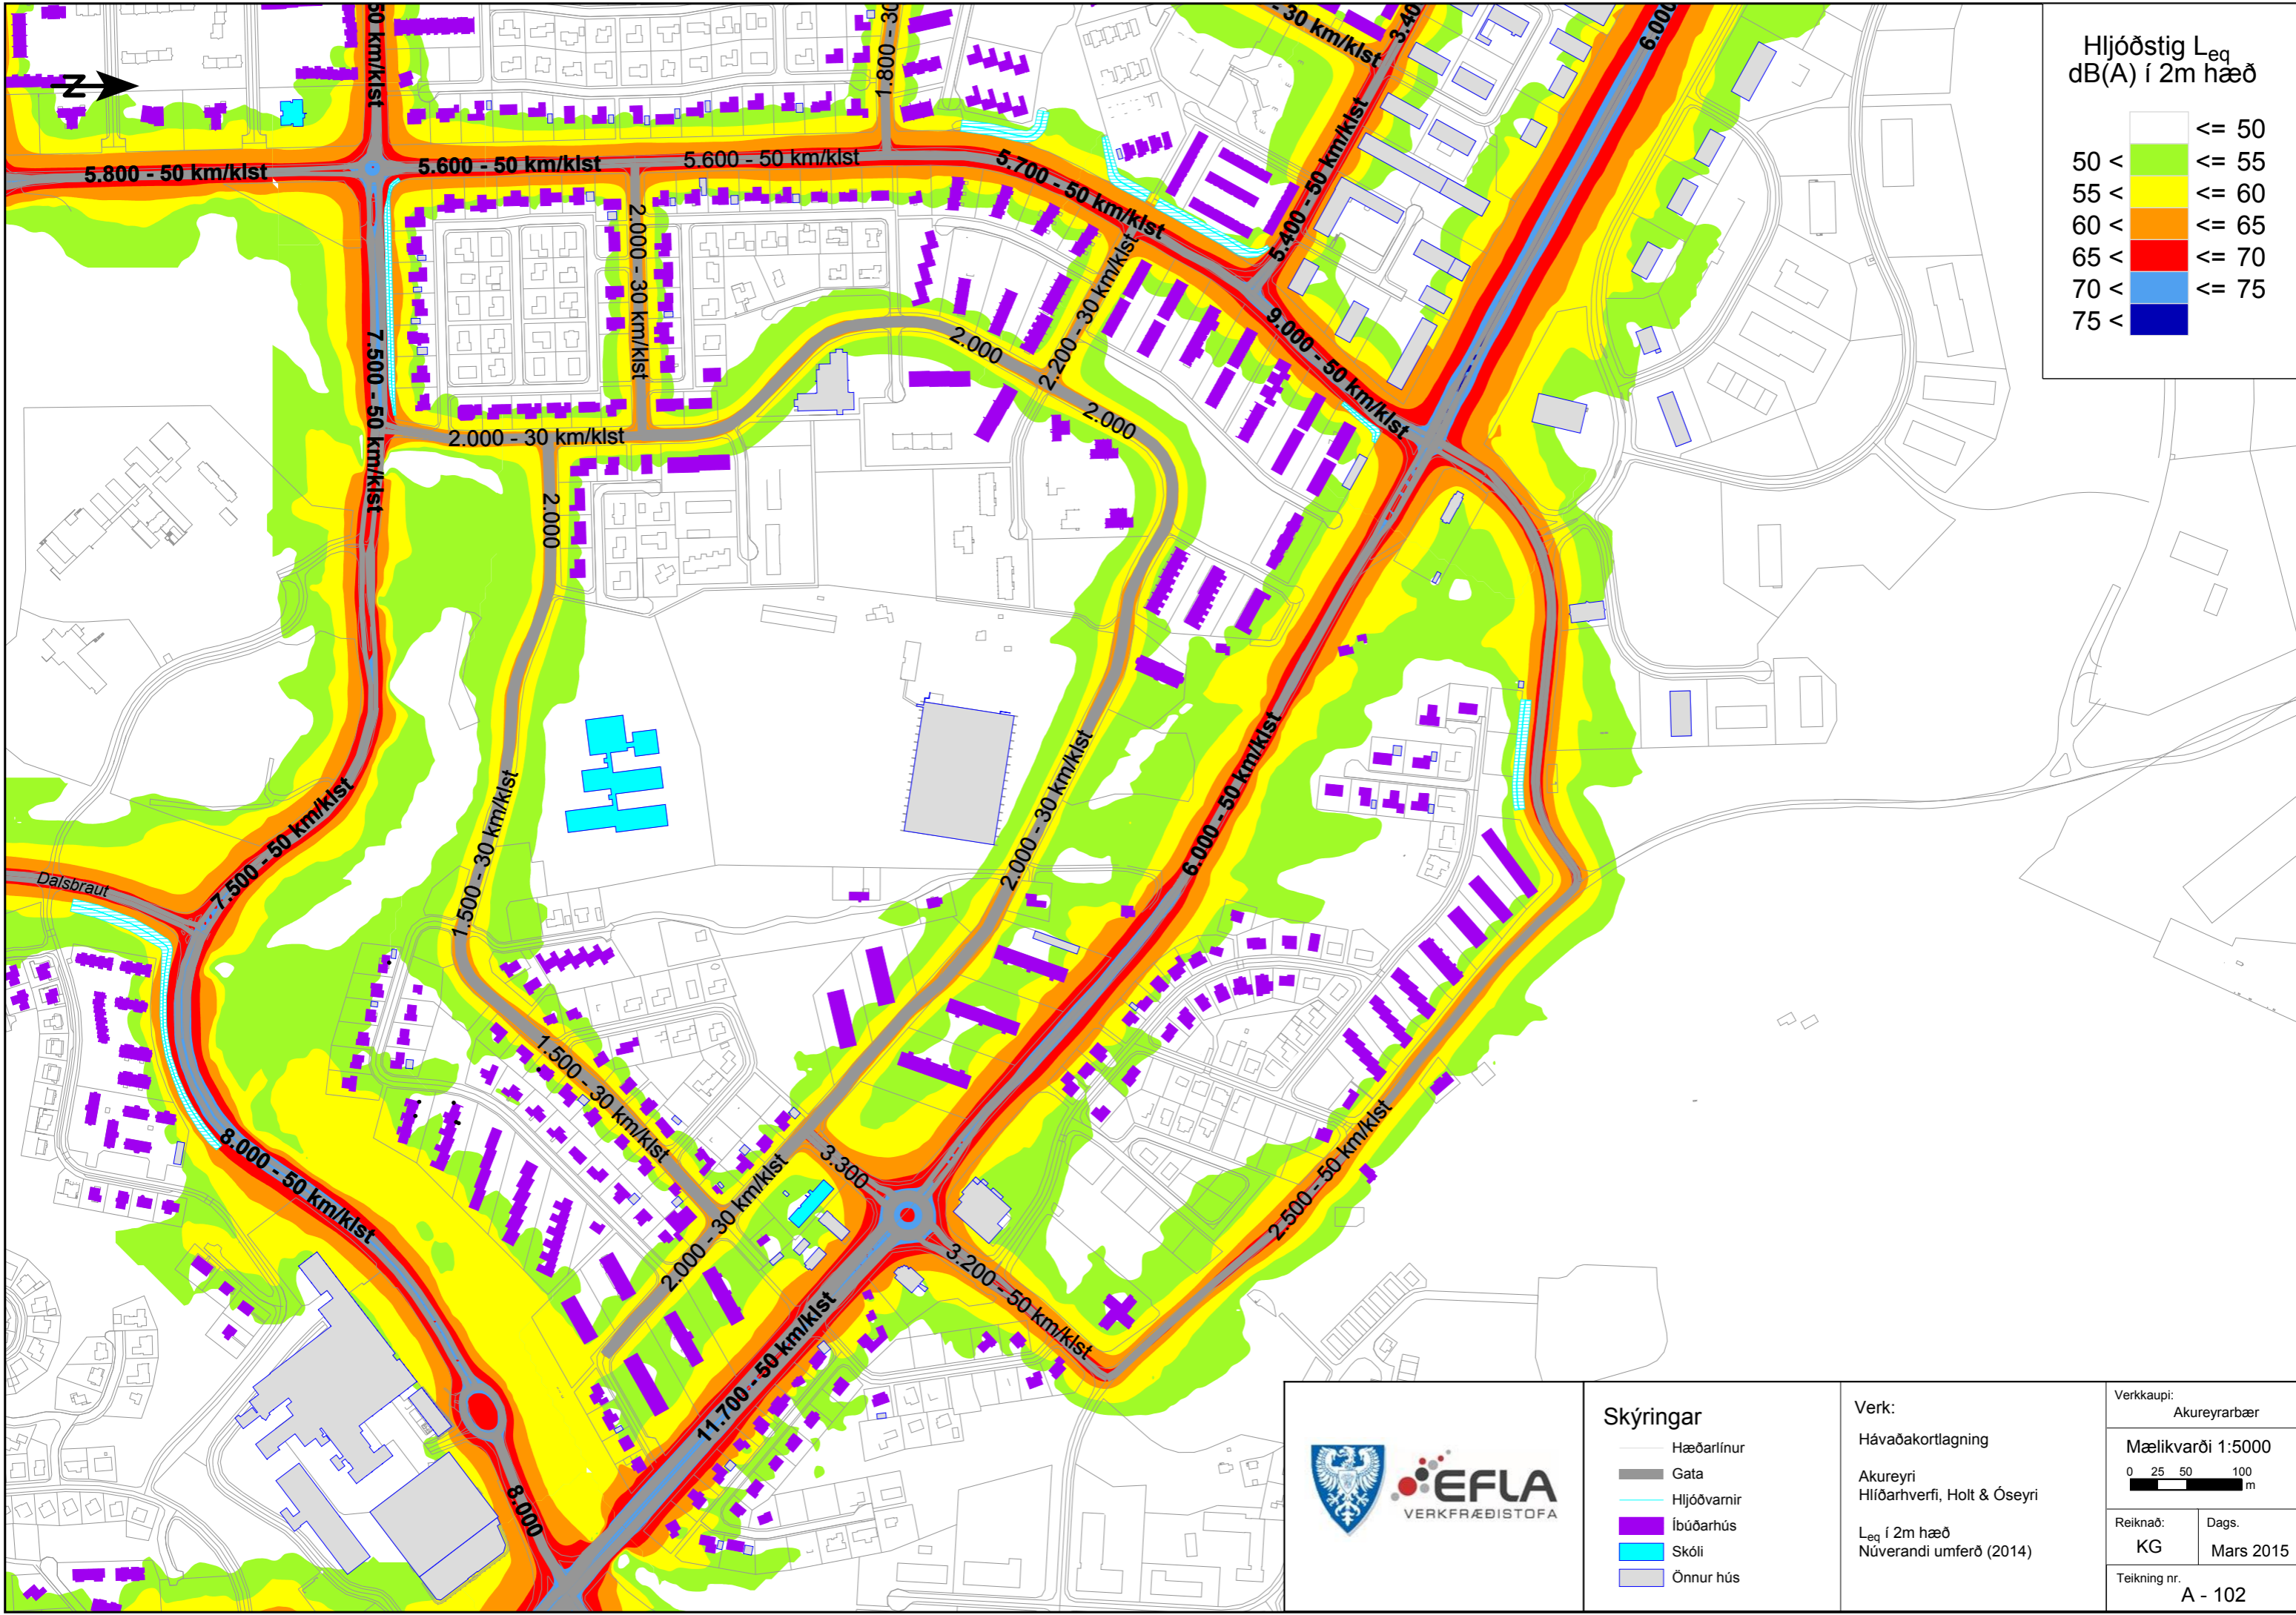 50 km/klst
1.800 - 30
- 30 km/klst
3.40
6.000
N
5.800 - 50 km/klst
5.600 - 50 km/klst
5.600 - 50 km/klst
5.700 - 50 km/klst
5.400 - 50 km/klst
2.000 - 30 km/klst
2.200 - 30 km/klst
7.500 - 50 km/klst
9.000 - 50 km/klst
2.000
2.000
2.000 - 30 km/klst
2.000
7.500 - 50 km/klst
Dalsbraut
1.500 - 30 km/klst
2.000 - 30 km/klst
6.000 - 50 km/klst
1.500 - 30 km/klst
8.000 - 50 km/klst
3.300
2.000 - 30 km/klst
3.200 - 50 km/klst
2.500 - 50 km/klst
11.700 - 50 km/klst
8.000
Hljóðstig Leq
dB(A) í 2m hæð
<= 50
50 < <= 55
55 < <= 60
60 < <= 65
65 < <= 70
70 < <= 75
75 <
EFLA
VERKFRÆÐISTOFA
Skýringar
Hæðarlínur
Gata
Hljóðvarnir
Íbúðarhús
Skóli
Önnur hús
Verk:
Hávaðakortlagning
Akureyri
Hlíðarhverfi, Holt & Óseyri
Leq í 2m hæð
Núverandi umferð (2014)
Verkkaupi:
Akureyrarbær
Mælikvarði 1:5000
0 25 50 100
m
Reiknað:
KG
Dags.
Mars 2015
Teikning nr.
A - 102